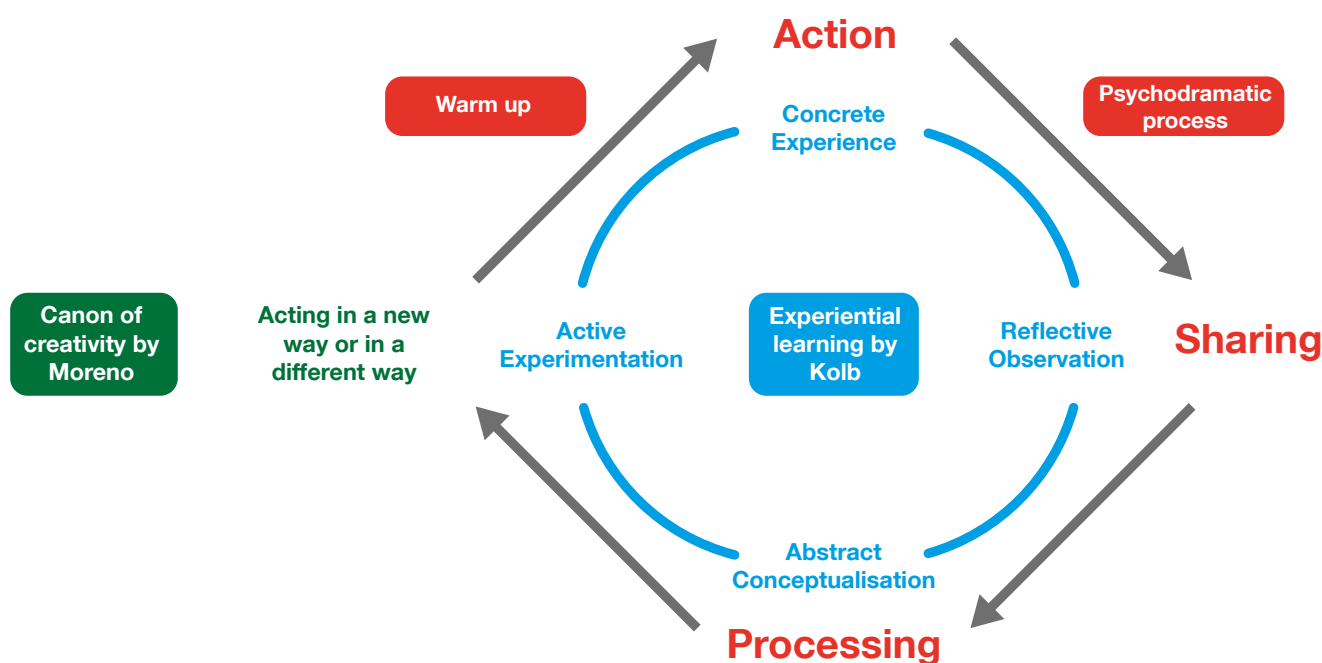 Action
Warm up
Psychodramatic
process
Concrete
Experience
Canon of
creativity by
Moreno
Acting in a new
way or in a
different way
Active
Experimentation
Experiential
learning by
Kolb
Reflective
Observation
Sharing
Abstract
Conceptualisation
Processing